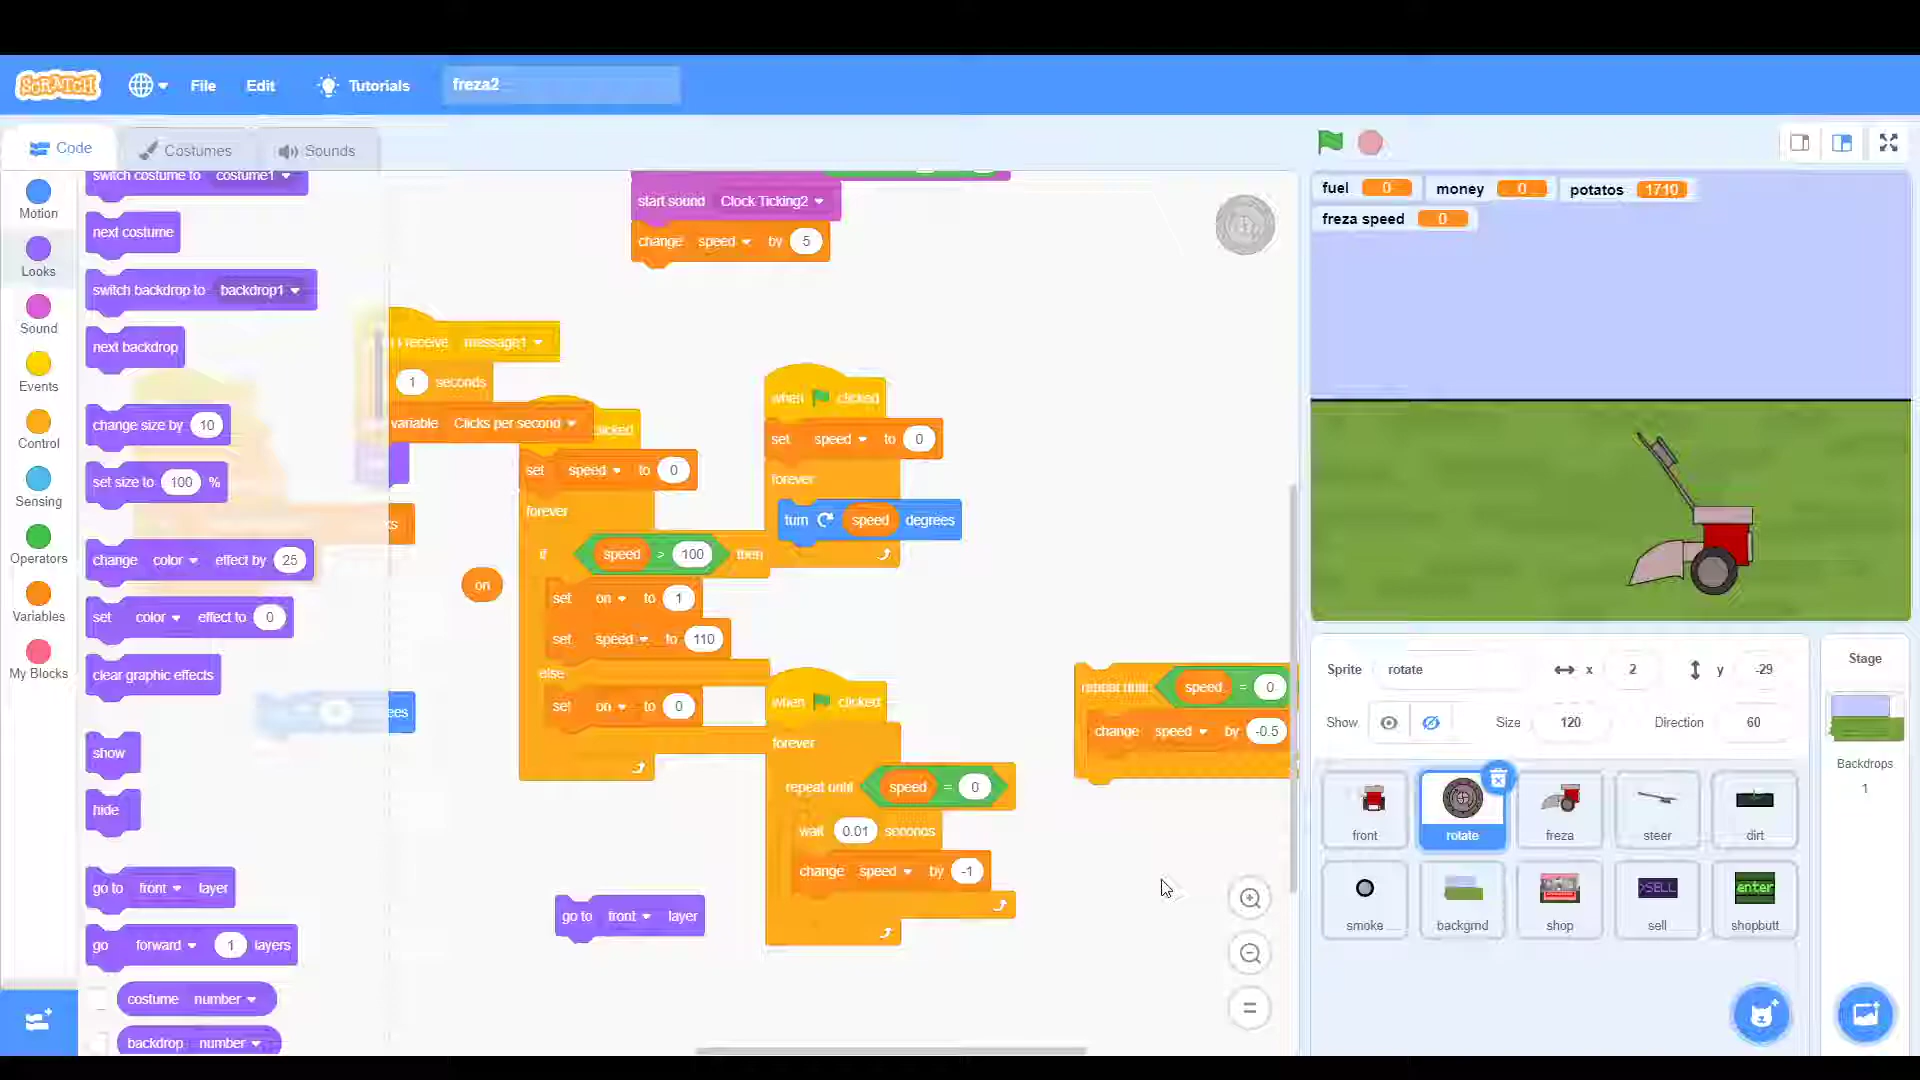 SCRATCH File Edit Tutorials freza2
Code Costumes Sounds
Motion
Looks
Sound
Events
Control
Sensing
Operators
Variables
My Blocks
switch costume to costume1
next costume
switch backdrop to backdrop1
next backdrop
change size by 10
set size to 100 %
change color effect by 25
set color effect to 0
clear graphic effects
show
hide
go to front layer
go forward 1 layers
costume number
backdrop number
start sound Clock Ticking2
change speed by 5
receive message1
1 seconds
variable Clicks per second
set speed to 0
forever
if speed > 100 then
set on to 1
set speed to 110
else
set on to 0
on
when clicked
set speed to 0
forever
turn speed degrees
when clicked
forever
repeat until speed = 0
wait 0.01 seconds
change speed by -1
go to front layer
repeat until speed = 0
change speed by -0.5
fuel 0 money 0 potatos 1710
freza speed 0
Sprite rotate x 2 y -29
Show Size 120 Direction 60
front rotate freza steer dirt
smoke backgrnd shop sell shopbutt
>SELL
enter
Stage
Backdrops
1